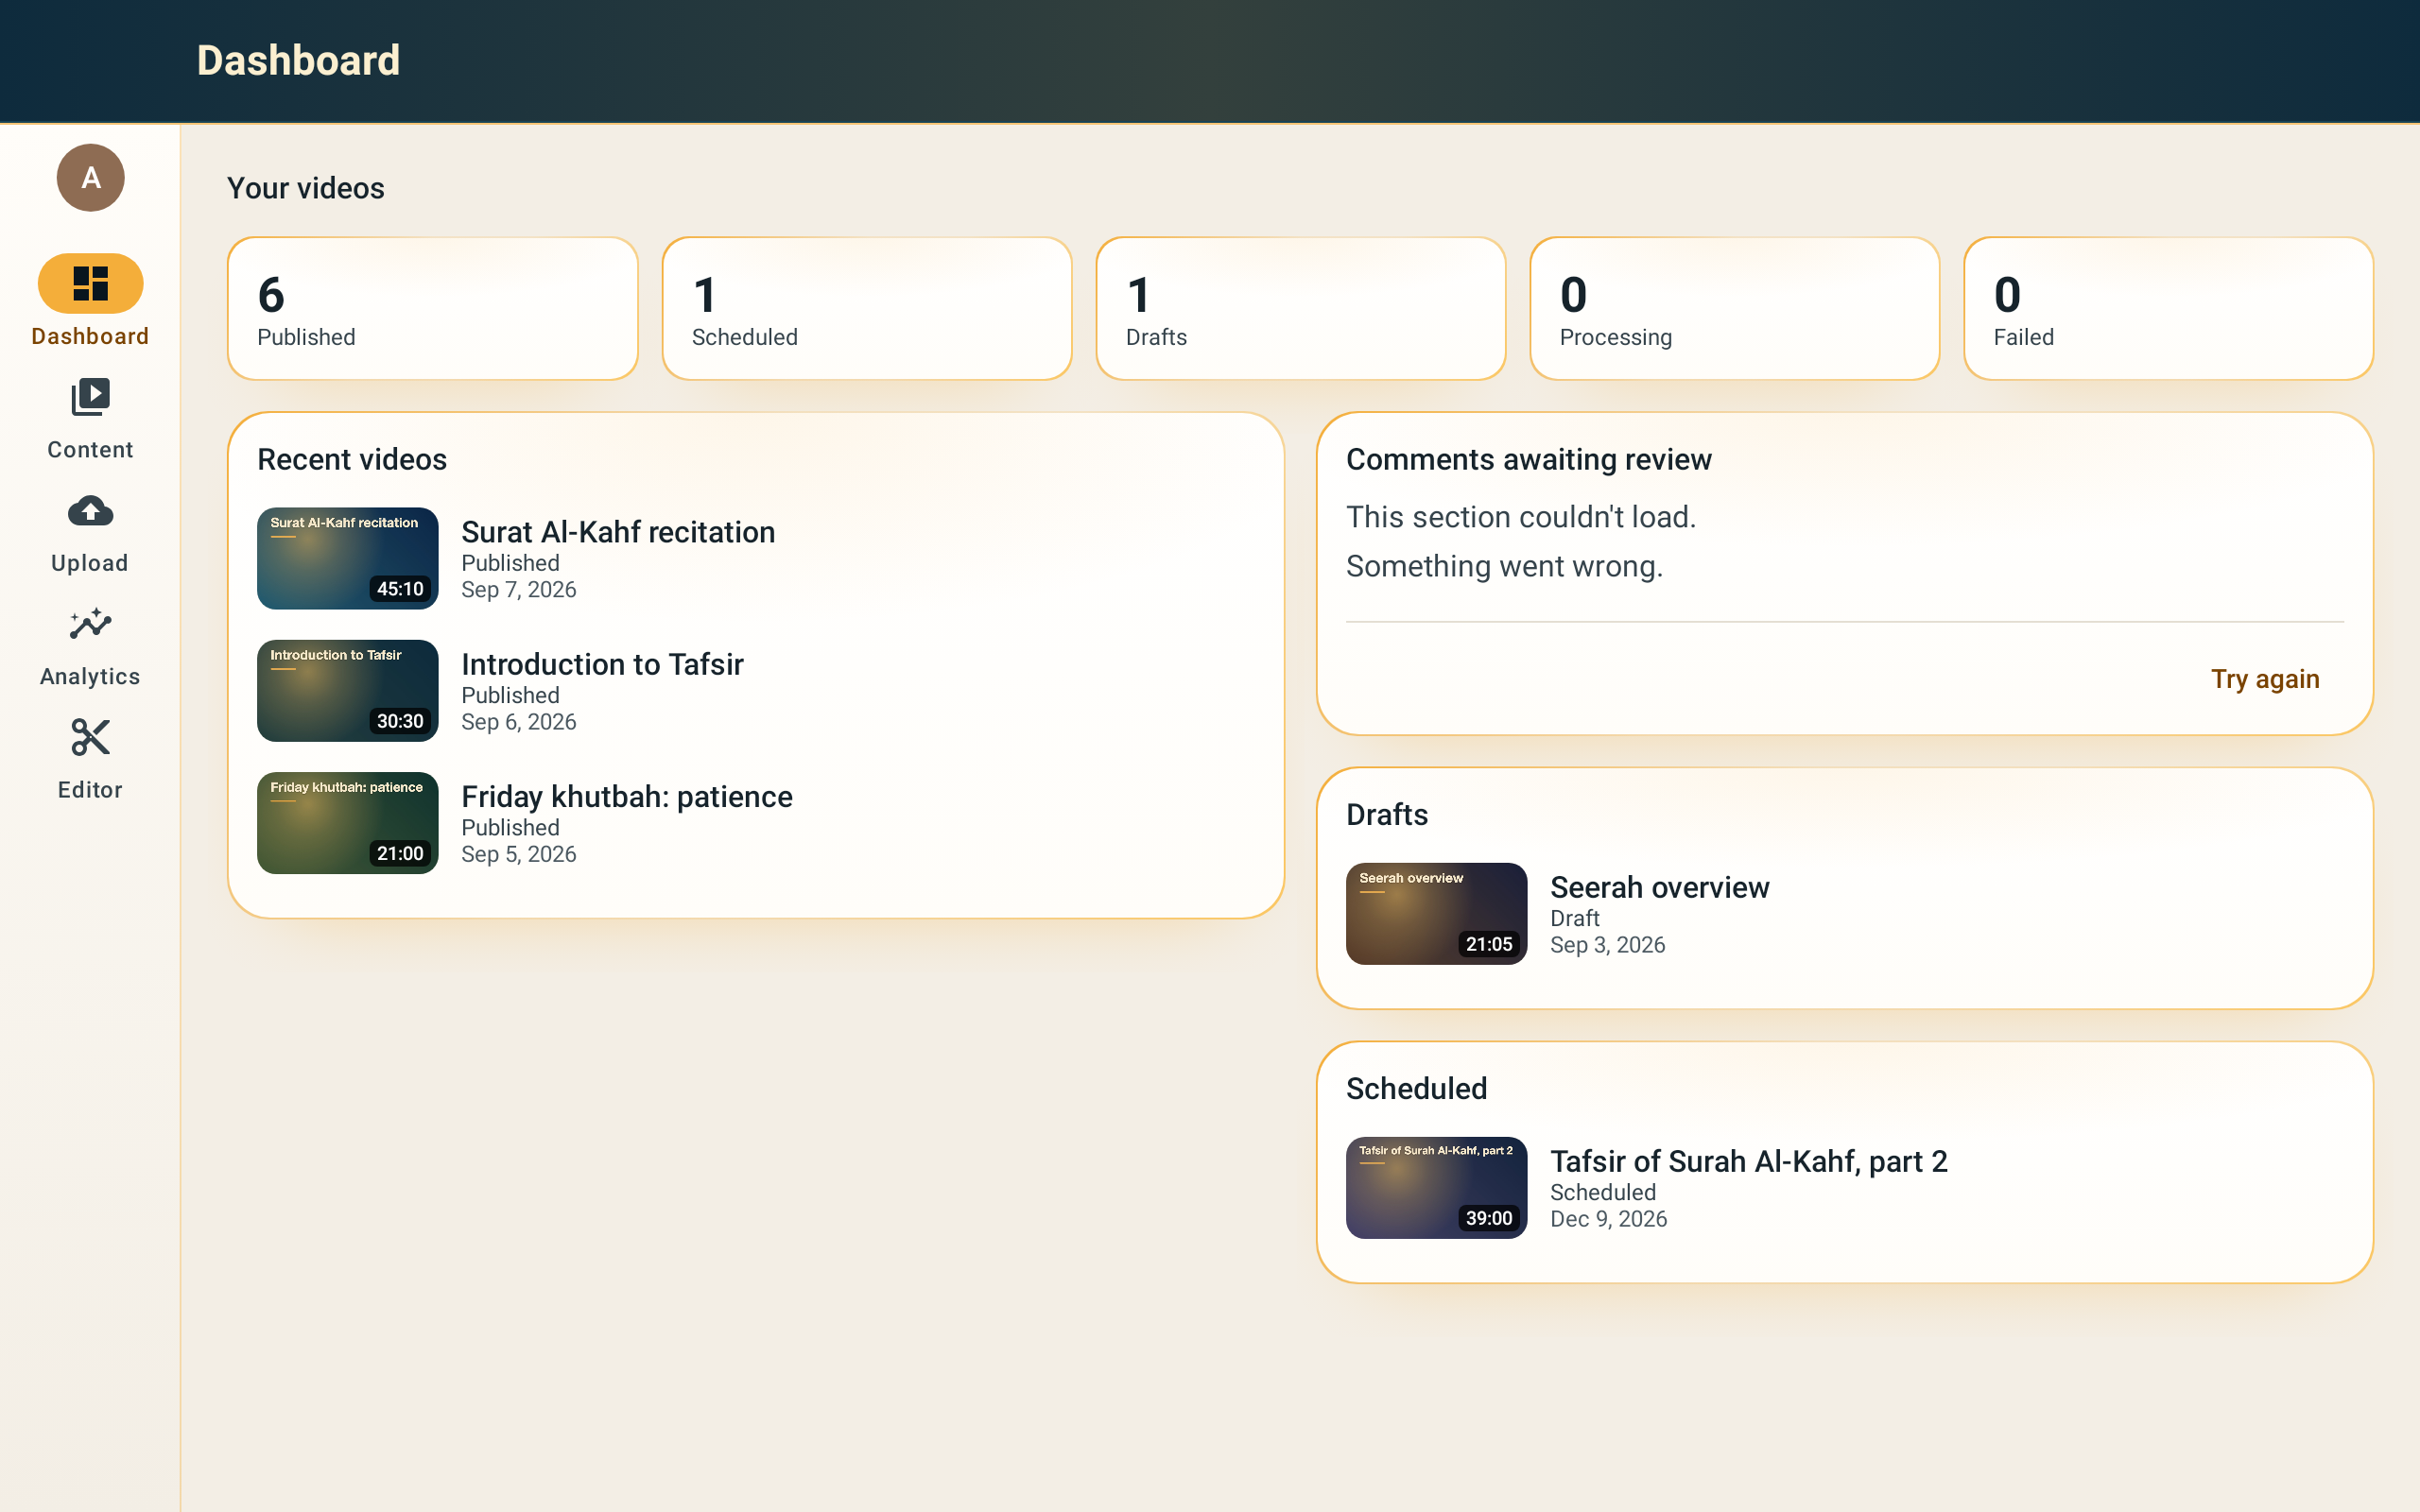 Dashboard
A
Dashboard
Content
Upload
Analytics
Editor
Your videos
6
Published
1
Scheduled
1
Drafts
0
Processing
0
Failed
Recent videos
Surat Al-Kahf recitation
45:10
Surat Al-Kahf recitation
Published
Sep 7, 2026
Introduction to Tafsir
30:30
Introduction to Tafsir
Published
Sep 6, 2026
Friday khutbah: patience
21:00
Friday khutbah: patience
Published
Sep 5, 2026
Comments awaiting review
This section couldn't load.
Something went wrong.
Try again
Drafts
Seerah overview
21:05
Seerah overview
Draft
Sep 3, 2026
Scheduled
Tafsir of Surah Al-Kahf, part 2
39:00
Tafsir of Surah Al-Kahf, part 2
Scheduled
Dec 9, 2026